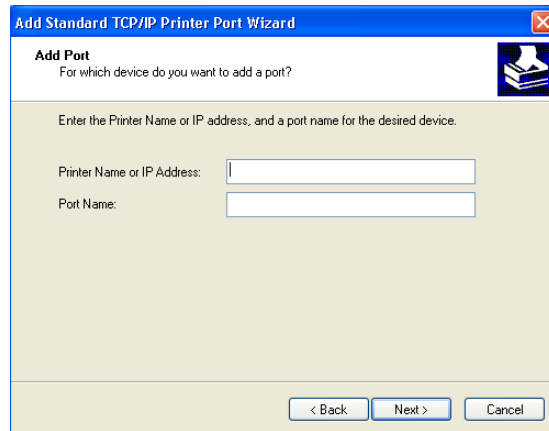 Add Standard TCP/IP Printer Port Wizard
Add Port
For which device do you want to add a port?
Enter the Printer Name or IP address, and a port name for the desired device.
Printer Name or IP Address:
Port Name:
< Back Next > Cancel